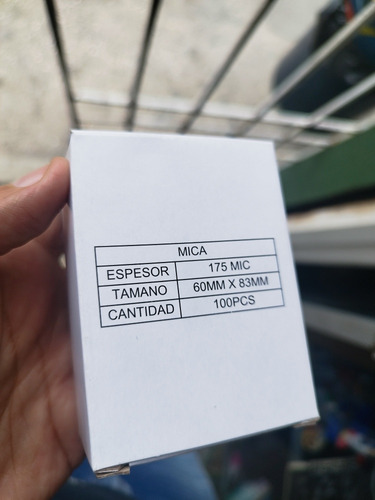 MICA
ESPESOR 175 MIC
TAMANO 60MM X 83MM
CANTIDAD 100PCS